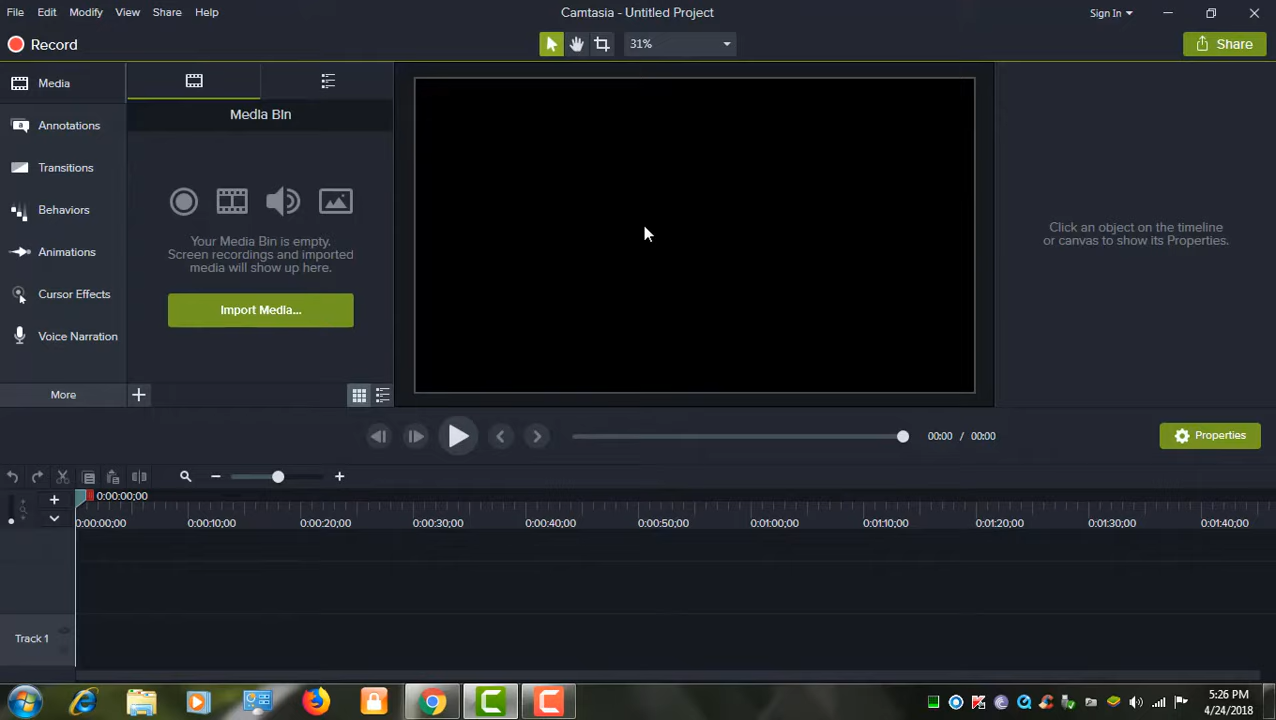 File Edit Modify View Share Help
Camtasia - Untitled Project
Sign In
Record
31%
Share
Media
Annotations
Transitions
Behaviors
Animations
Cursor Effects
Voice Narration
More
Media Bin
Your Media Bin is empty.
Screen recordings and imported
media will show up here.
Import Media...
Click an object on the timeline
or canvas to show its Properties.
00:00 / 00:00
Properties
0:00:00;00
0:00:00;00 0:00:10;00 0:00:20;00 0:00:30;00 0:00:40;00 0:00:50;00 0:01:00;00 0:01:10;00 0:01:20;00 0:01:30;00 0:01:40;00
Track 1
5:26 PM
4/24/2018